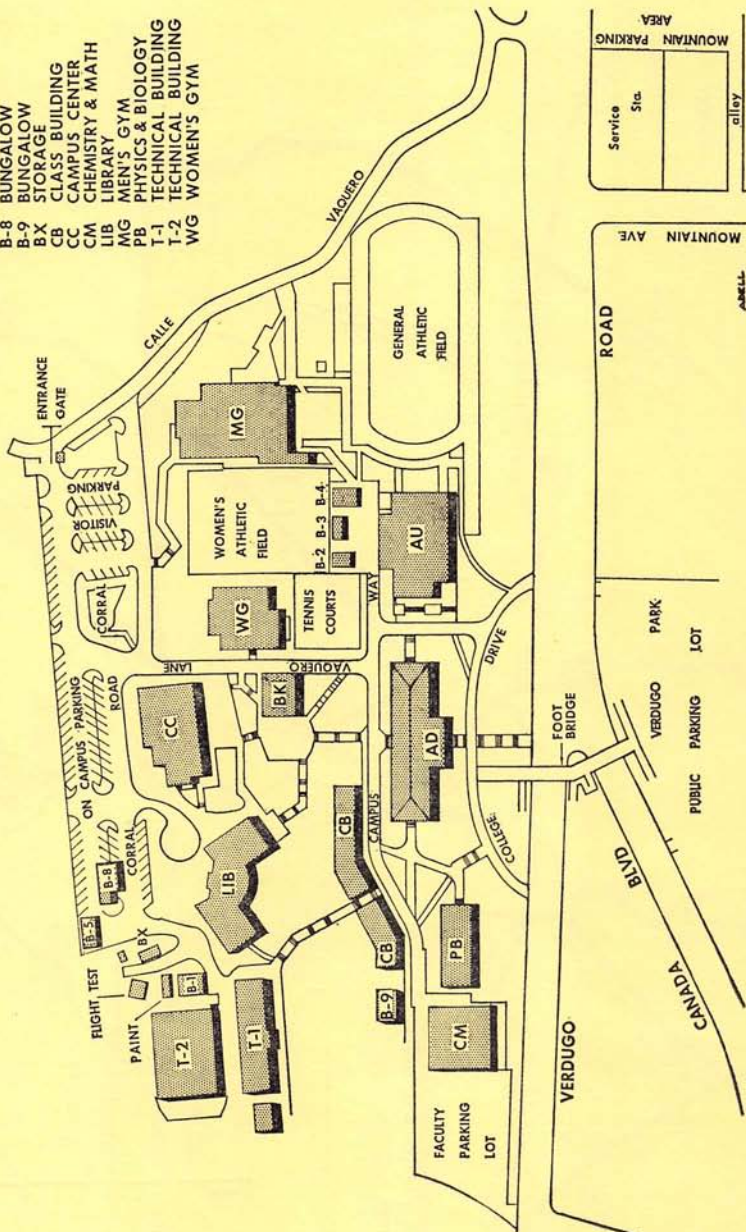 B-8 BUNGALOW
B-9 BUNGALOW
BX STORAGE
CB CLASS BUILDING
CC CAMPUS CENTER
CM CHEMISTRY & MATH
LIB LIBRARY
MG MEN'S GYM
PB PHYSICS & BIOLOGY
T-1 TECHNICAL BUILDING
T-2 TECHNICAL BUILDING
WG WOMEN'S GYM
ENTRANCE
GATE
CALLE
VAQUERO
VISITOR
PARKING
CORRAL
ON CAMPUS PARKING
ROAD
CORRAL
B-8
B-5
BX
FLIGHT TEST
PAINT
B-1
T-2
T-1
LIB
CC
BK
VAQUERO
LANE
WG
WOMEN'S
ATHLETIC
FIELD
MG
TENNIS
COURTS
B-2
B-3
B-4
GENERAL
ATHLETIC
FIELD
AU
WAY
CAMPUS
CB
CB
B-9
AD
PB
CM
FACULTY
PARKING
LOT
COLLEGE
DRIVE
FOOT
BRIDGE
VERDUGO
ROAD
CANADA
BLVD
VERDUGO PARK
PUBLIC PARKING LOT
MOUNTAIN
AVE.
MOUNTAIN PARKING
AREA
Service
Sta.
alley